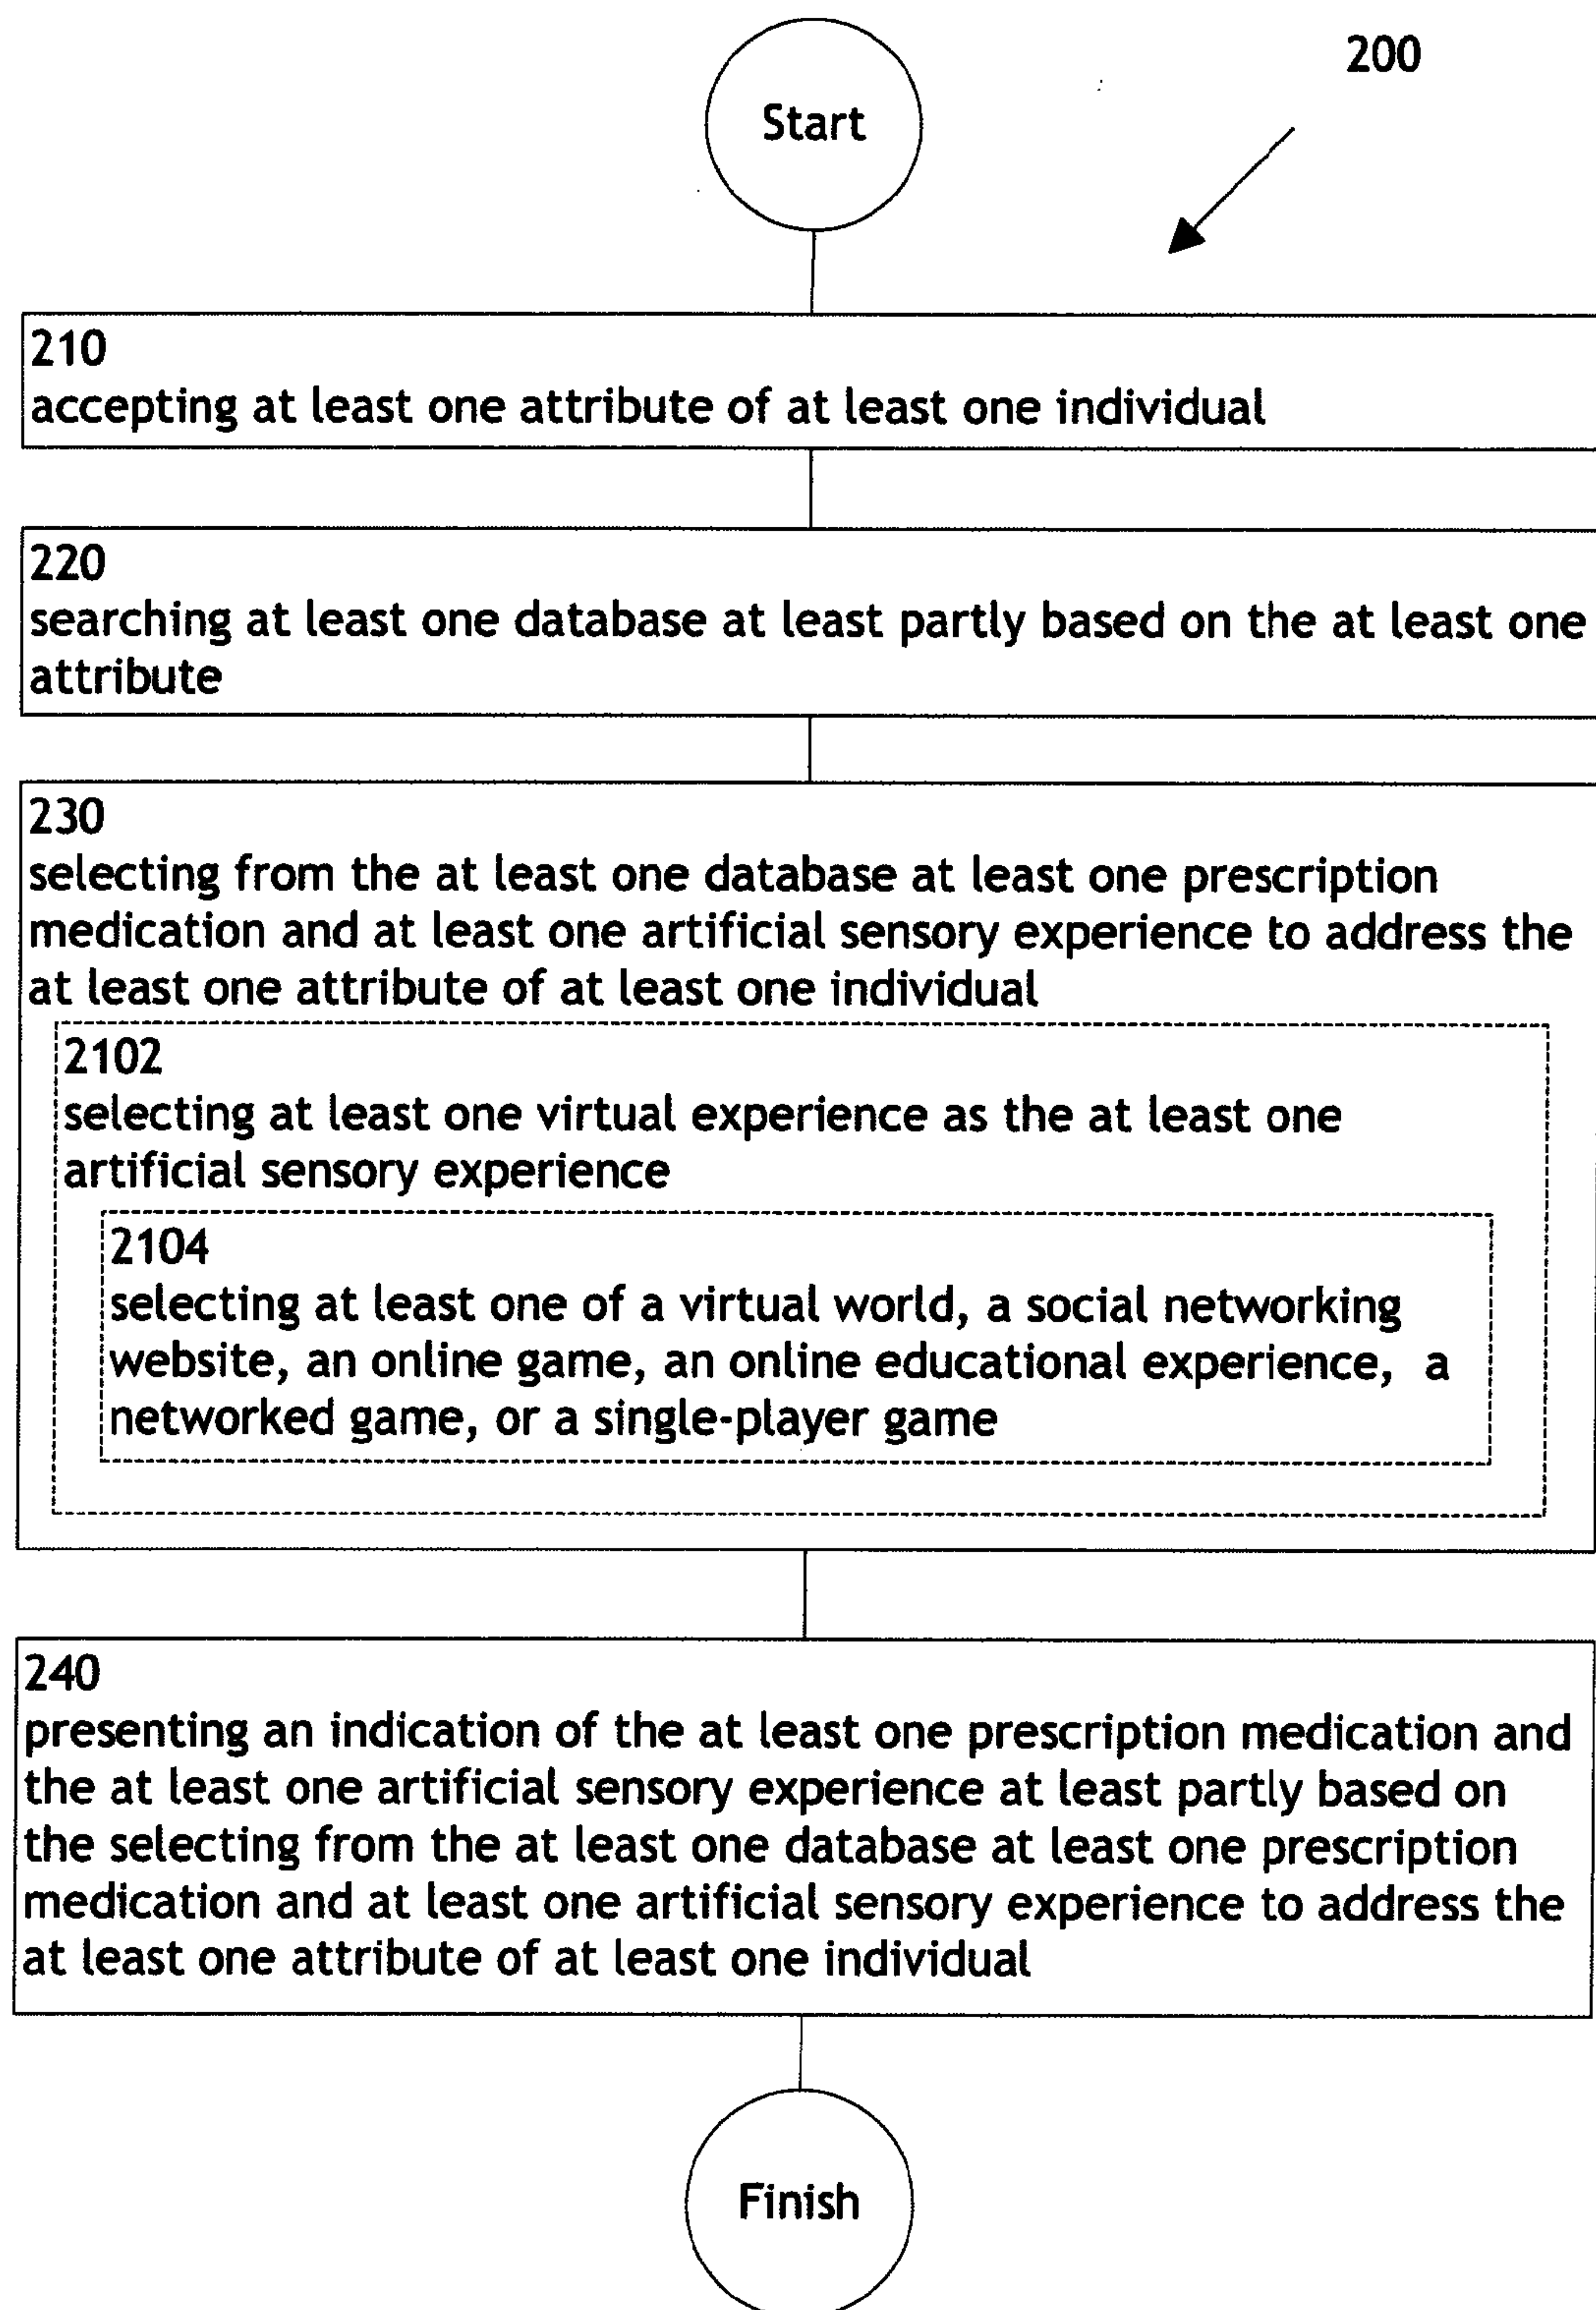 200
Start
210
accepting at least one attribute of at least one individual
220
searching at least one database at least partly based on the at least one
attribute
230
selecting from the at least one database at least one prescription
medication and at least one artificial sensory experience to address the
at least one attribute of at least one individual
2102
selecting at least one virtual experience as the at least one
artificial sensory experience
2104
selecting at least one of a virtual world, a social networking
website, an online game, an online educational experience, a
networked game, or a single-player game
240
presenting an indication of the at least one prescription medication and
the at least one artificial sensory experience at least partly based on
the selecting from the at least one database at least one prescription
medication and at least one artificial sensory experience to address the
at least one attribute of at least one individual
Finish